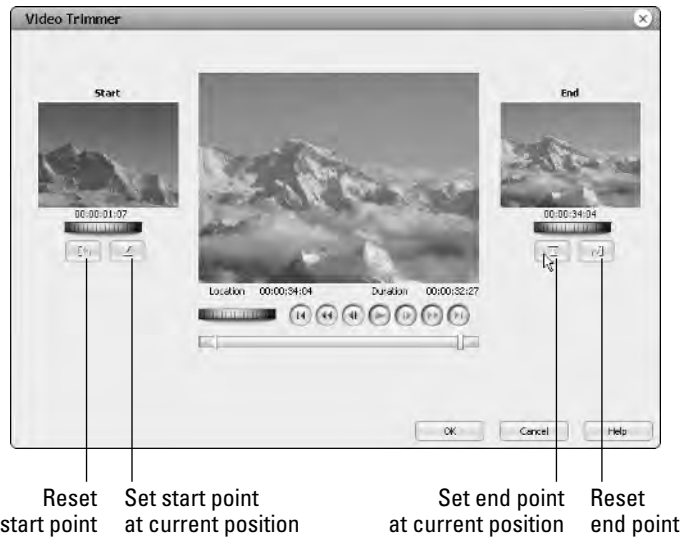 Video Trimmer
Start
End
00:00:01:07
00:00:34:04
Location 00:00:34:04 Duration 00:00:32:27
OK Cancel Help
Reset start point
Set start point at current position
Set end point at current position
Reset end point